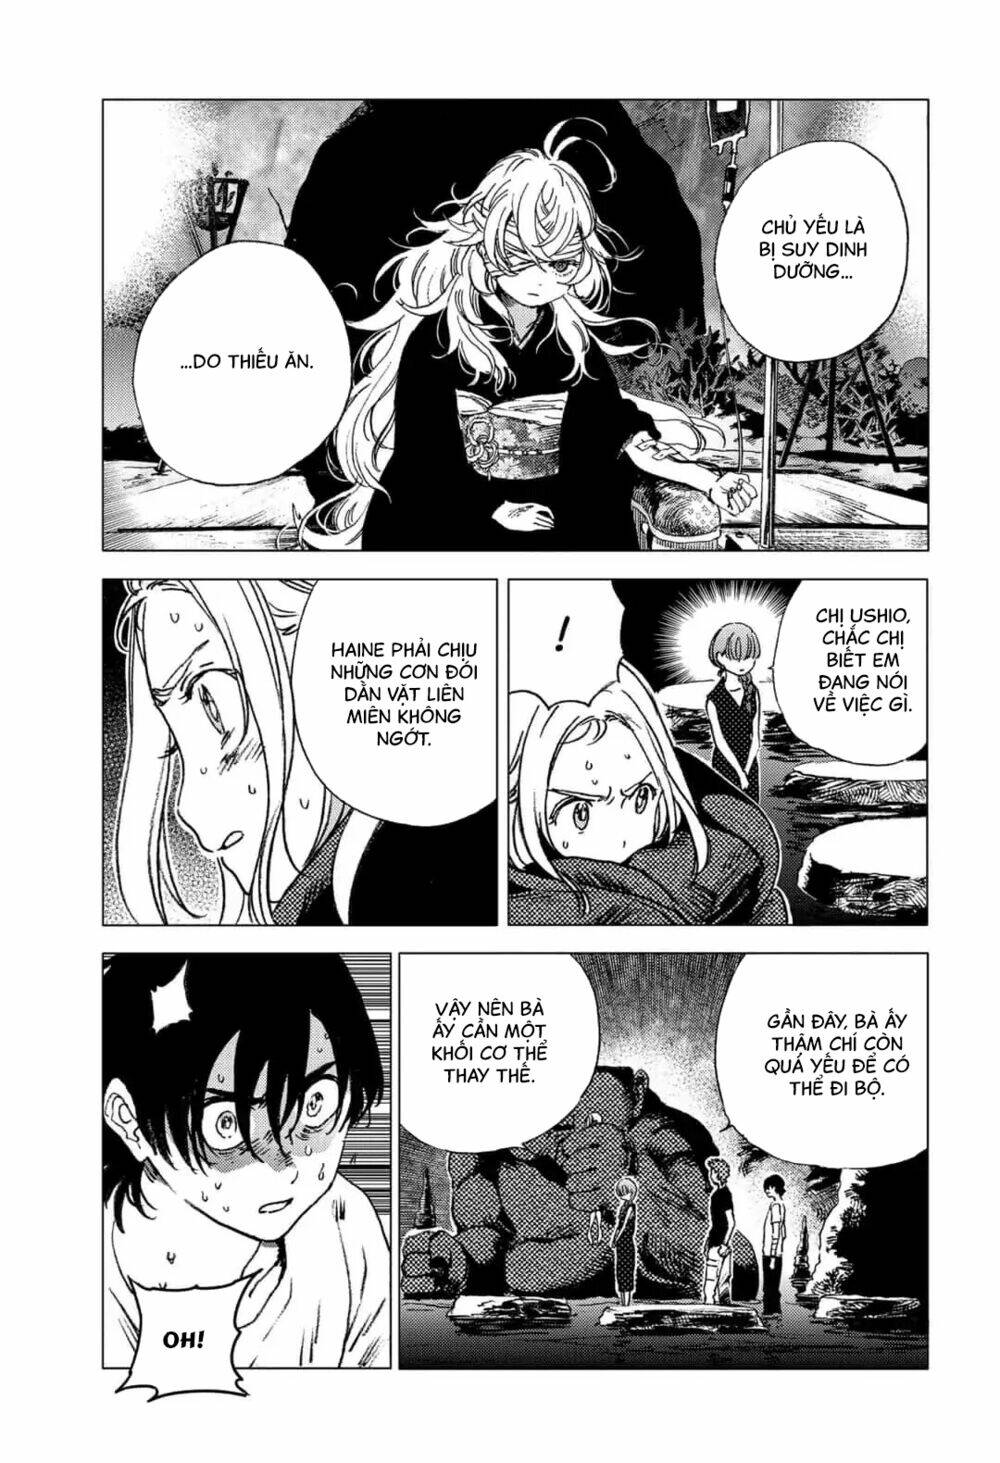 CHỦ YẾU LÀ
BỊ SUY DINH
DƯỠNG...
...DO THIẾU ĂN.
CHỊ USHIO,
CHẮC CHỊ
BIẾT EM
ĐANG NÓI
VỀ VIỆC GÌ.
!
HAINE PHẢI CHỊU
NHỮNG CƠN ĐÓI
DẰN VẶT LIÊN
MIÊN KHÔNG
NGỚT.
GẦN ĐÂY, BÀ ẤY
THẬM CHÍ CÒN
QUÁ YẾU ĐỂ CÓ
THỂ ĐI BỘ.
VẬY NÊN BÀ
ẤY CẦN MỘT
KHỐI CƠ THỂ
THAY THẾ.
OH!